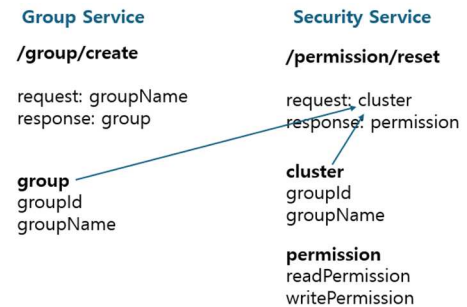 Group Service
/group/create
request: groupName
response: group
group
groupId
groupName
Security Service
/permission/reset
request: cluster
response: permission
cluster
groupId
groupName
permission
readPermission
writePermission